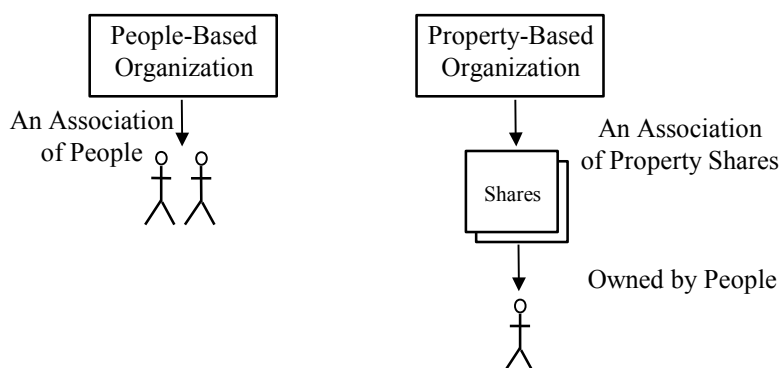 People-Based
Organization
An Association
of People
Property-Based
Organization
An Association
of Property Shares
Shares
Owned by People